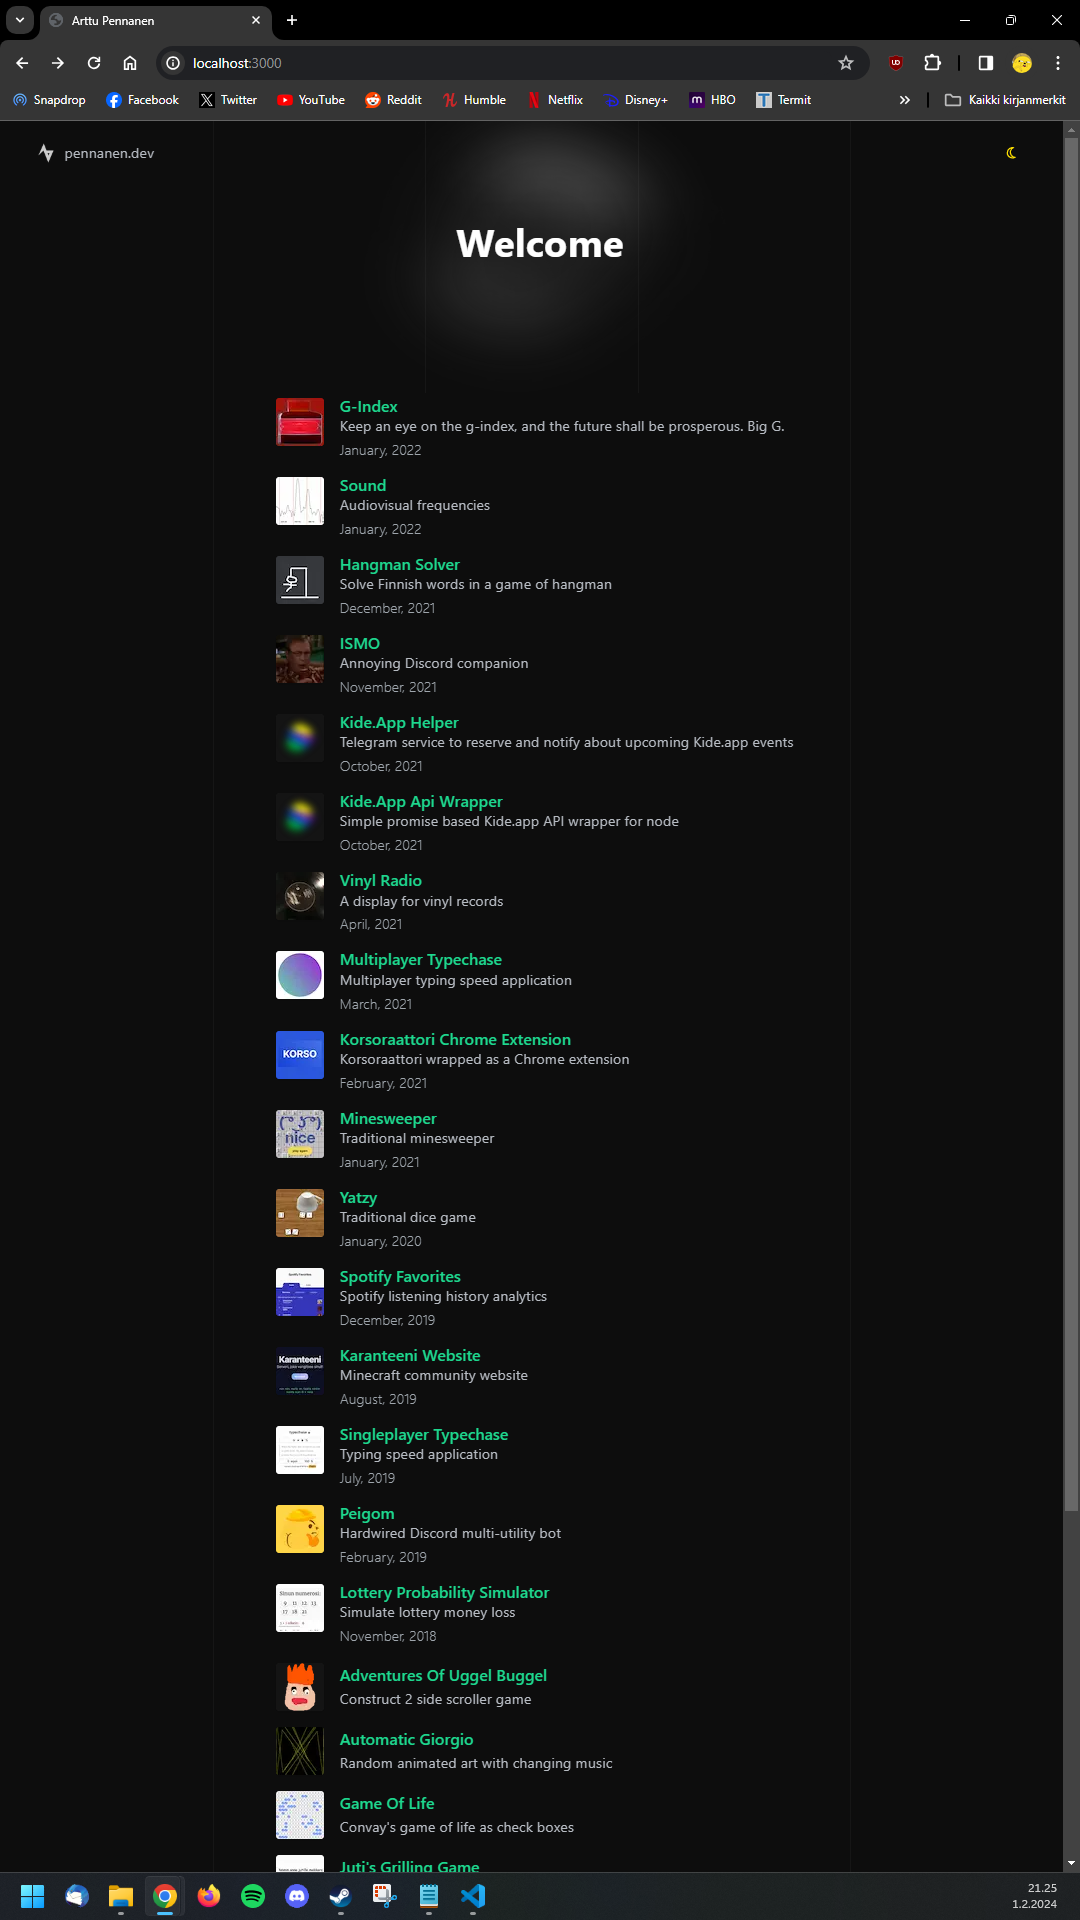 Arttu Pennanen
localhost:3000
Snapdrop
Facebook
Twitter
YouTube
Reddit
Humble
Netflix
Disney+
HBO
Termit
Kaikki kirjanmerkit
pennanen.dev
Welcome
G-Index
Keep an eye on the g-index, and the future shall be prosperous. Big G.
January, 2022
Sound
Audiovisual frequencies
January, 2022
Hangman Solver
Solve Finnish words in a game of hangman
December, 2021
ISMO
Annoying Discord companion
November, 2021
Kide.App Helper
Telegram service to reserve and notify about upcoming Kide.app events
October, 2021
Kide.App Api Wrapper
Simple promise based Kide.app API wrapper for node
October, 2021
Vinyl Radio
A display for vinyl records
April, 2021
Multiplayer Typechase
Multiplayer typing speed application
March, 2021
KORSO
Korsoraattori Chrome Extension
Korsoraattori wrapped as a Chrome extension
February, 2021
nice
Minesweeper
Traditional minesweeper
January, 2021
Yatzy
Traditional dice game
January, 2020
Spotify Favorites
Spotify listening history analytics
December, 2019
Karanteeni
Karanteeni Website
Minecraft community website
August, 2019
Singleplayer Typechase
Typing speed application
July, 2019
Peigom
Hardwired Discord multi-utility bot
February, 2019
Sinun numerosi:
9 11 12 13
17 18 21
Lottery Probability Simulator
Simulate lottery money loss
November, 2018
Adventures Of Uggel Buggel
Construct 2 side scroller game
Automatic Giorgio
Random animated art with changing music
Game Of Life
Convay's game of life as check boxes
Juti's Grilling Game
21.25
1.2.2024